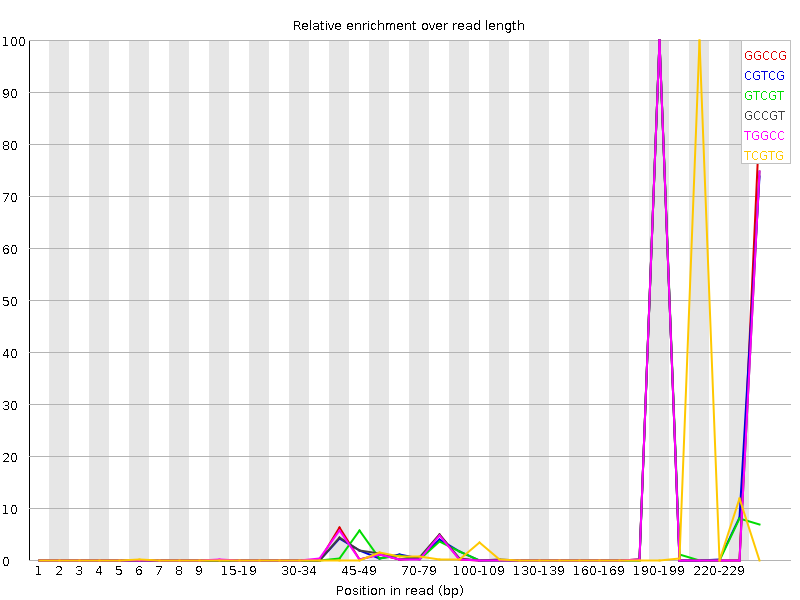 Relative enrichment over read length
100
90
80
70
60
50
40
30
20
10
0
GGCCG
CGTCG
GTCGT
GCCGT
TGGCC
TCGTG
1 2 3 4 5 6 7 8 9 15-19 30-34 45-49 70-79 100-109 130-139 160-169 190-199 220-229
Position in read (bp)